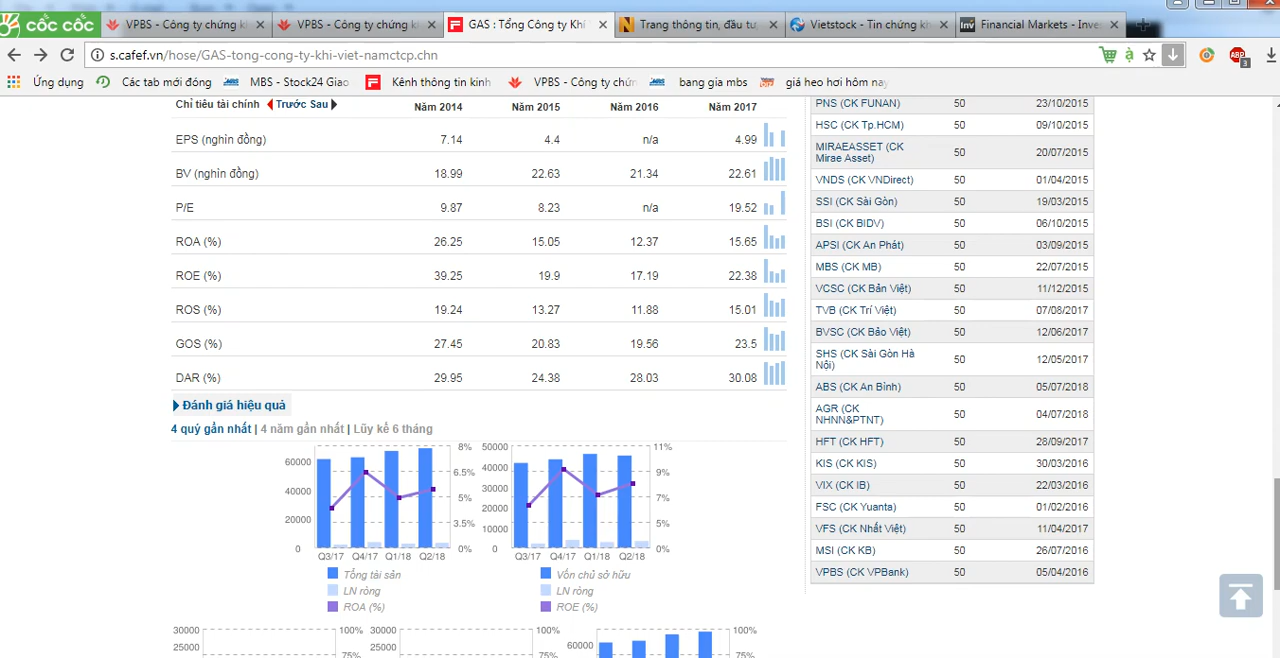 cốc cốc
VPBS - Công ty chứng k
VPBS - Công ty chứng k
GAS : Tổng Công ty Khí
Trang thông tin, đầu tư,
Vietstock - Tin chứng kh
Financial Markets - Inve
s.cafef.vn/hose/GAS-tong-cong-ty-khi-viet-namctcp.chn
Ứng dụng
Các tab mới đóng
MBS - Stock24 Giao
Kênh thông tin kinh
VPBS - Công ty chứn
bang gia mbs
giá heo hơi hôm nay
Chỉ tiêu tài chính Trước Sau Năm 2014 Năm 2015 Năm 2016 Năm 2017
EPS (nghìn đồng) 7.14 4.4 n/a 4.99
BV (nghìn đồng) 18.99 22.63 21.34 22.61
P/E 9.87 8.23 n/a 19.52
ROA (%) 26.25 15.05 12.37 15.65
ROE (%) 39.25 19.9 17.19 22.38
ROS (%) 19.24 13.27 11.88 15.01
GOS (%) 27.45 20.83 19.56 23.5
DAR (%) 29.95 24.38 28.03 30.08
Đánh giá hiệu quả
4 quý gần nhất | 4 năm gần nhất | Lũy kế 6 tháng
60000
40000
20000
0
8%
6.5%
5%
3.5%
0%
Q3/17 Q4/17 Q1/18 Q2/18
Tổng tài sản
LN ròng
ROA (%)
50000
40000
30000
20000
10000
0
11%
9%
7%
5%
0%
Q3/17 Q4/17 Q1/18 Q2/18
Vốn chủ sở hữu
LN ròng
ROE (%)
30000
25000
100%
75%
30000
25000
100%
75%
60000
100%
75%
PNS (CK FUNAN) 50 23/10/2015
HSC (CK Tp.HCM) 50 09/10/2015
MIRAEASSET (CK
Mirae Asset) 50 20/07/2015
VNDS (CK VNDirect) 50 01/04/2015
SSI (CK Sài Gòn) 50 19/03/2015
BSI (CK BIDV) 50 06/10/2015
APSI (CK An Phát) 50 03/09/2015
MBS (CK MB) 50 22/07/2015
VCSC (CK Bản Việt) 50 11/12/2015
TVB (CK Trí Việt) 50 07/08/2017
BVSC (CK Bảo Việt) 50 12/06/2017
SHS (CK Sài Gòn Hà
Nội) 50 12/05/2017
ABS (CK An Bình) 50 05/07/2018
AGR (CK
NHNN&PTNT) 50 04/07/2018
HFT (CK HFT) 50 28/09/2017
KIS (CK KIS) 50 30/03/2016
VIX (CK IB) 50 22/03/2016
FSC (CK Yuanta) 50 01/02/2016
VFS (CK Nhất Việt) 50 11/04/2017
MSI (CK KB) 50 26/07/2016
VPBS (CK VPBank) 50 05/04/2016